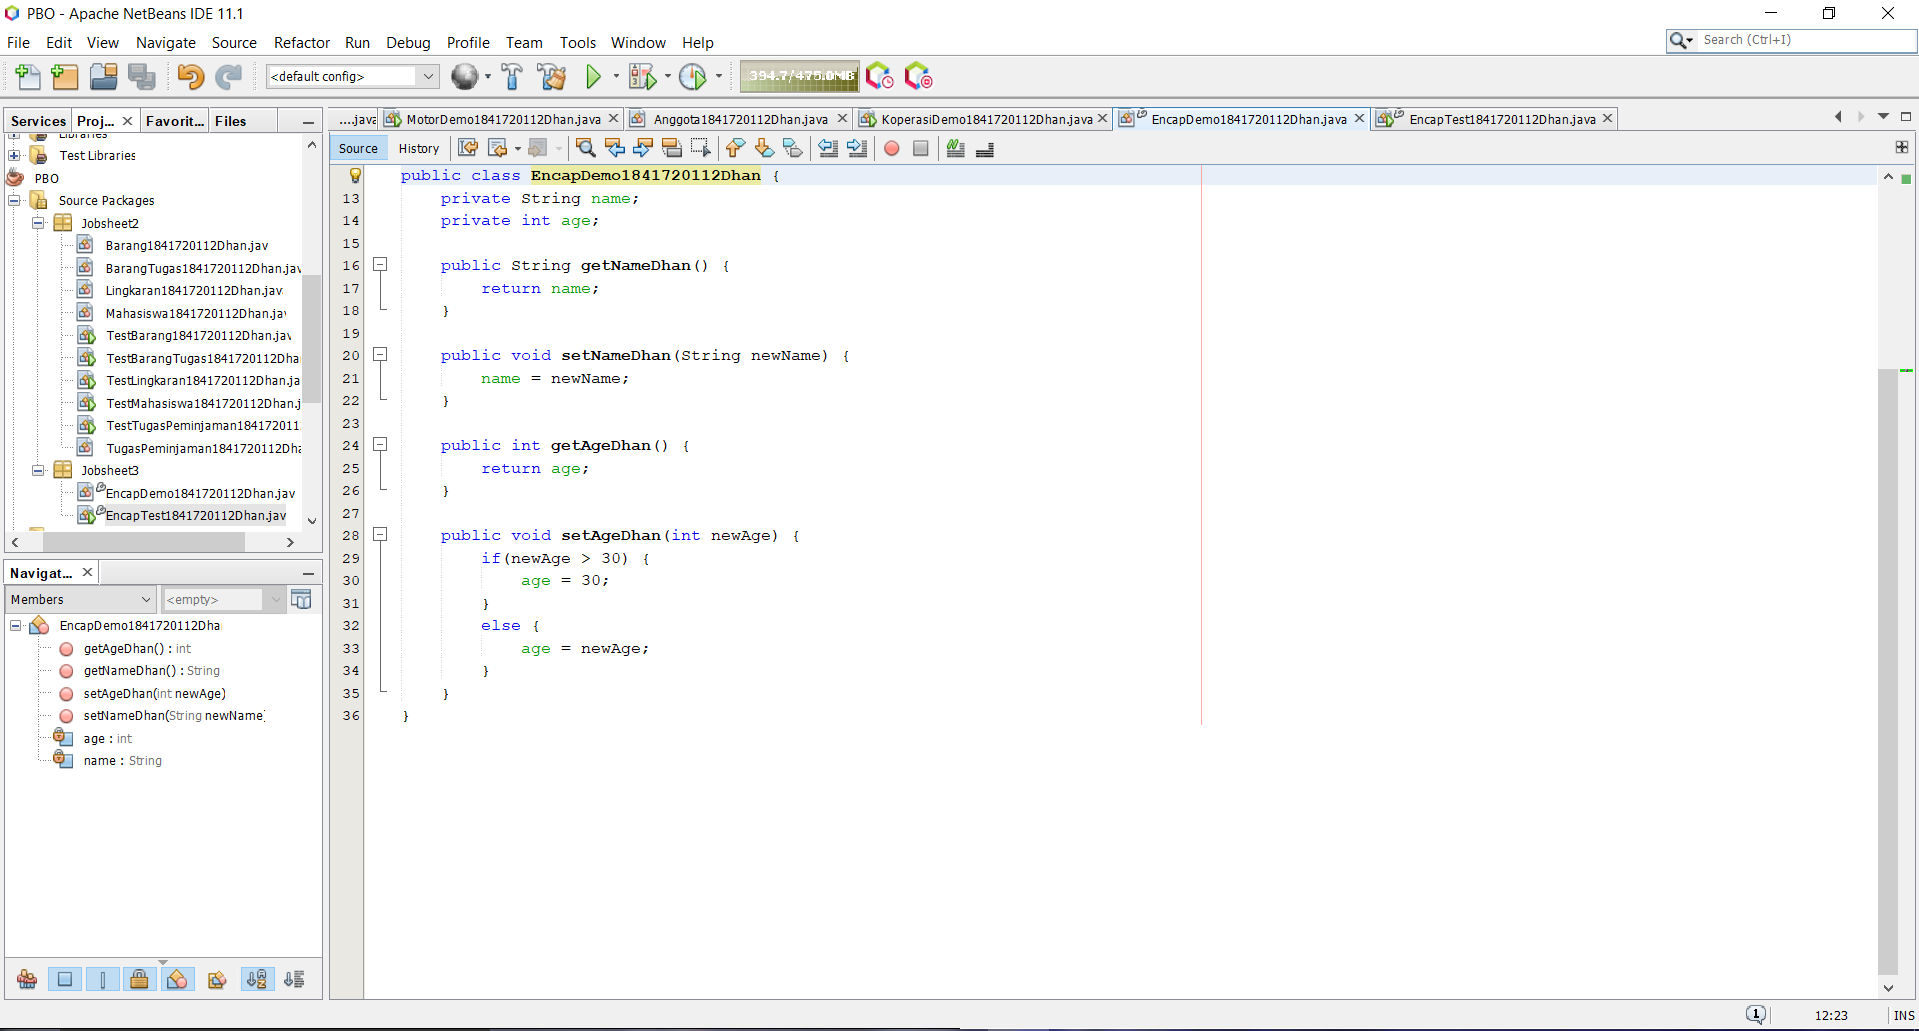 PBO - Apache NetBeans IDE 11.1
File Edit View Navigate Source Refactor Run Debug Profile Team Tools Window Help
Search (Ctrl+I)
<default config>
394.7/475.0MB
Services Proj... Favorit... Files
Libraries
Test Libraries
PBO
Source Packages
Jobsheet2
Barang1841720112Dhan.jav
BarangTugas1841720112Dhan.jav
Lingkaran1841720112Dhan.jav
Mahasiswa1841720112Dhan.jav
TestBarang1841720112Dhan.jav
TestBarangTugas1841720112Dha
TestLingkaran1841720112Dhan.ja
TestMahasiswa1841720112Dhan.j
TestTugasPeminjaman184172011
TugasPeminjaman1841720112Dha
Jobsheet3
EncapDemo1841720112Dhan.jav
EncapTest1841720112Dhan.jav
Navigat...
Members
<empty>
EncapDemo1841720112Dha
getAgeDhan() : int
getNameDhan() : String
setAgeDhan(int newAge)
setNameDhan(String newName)
age : int
name : String
....java MotorDemo1841720112Dhan.java Anggota1841720112Dhan.java KoperasiDemo1841720112Dhan.java EncapDemo1841720112Dhan.java EncapTest1841720112Dhan.java
Source History
public class EncapDemo1841720112Dhan {
13 private String name;
14 private int age;
15
16 public String getNameDhan() {
17 return name;
18 }
19
20 public void setNameDhan(String newName) {
21 name = newName;
22 }
23
24 public int getAgeDhan() {
25 return age;
26 }
27
28 public void setAgeDhan(int newAge) {
29 if(newAge > 30) {
30 age = 30;
31 }
32 else {
33 age = newAge;
34 }
35 }
36 }
1
12:23
INS